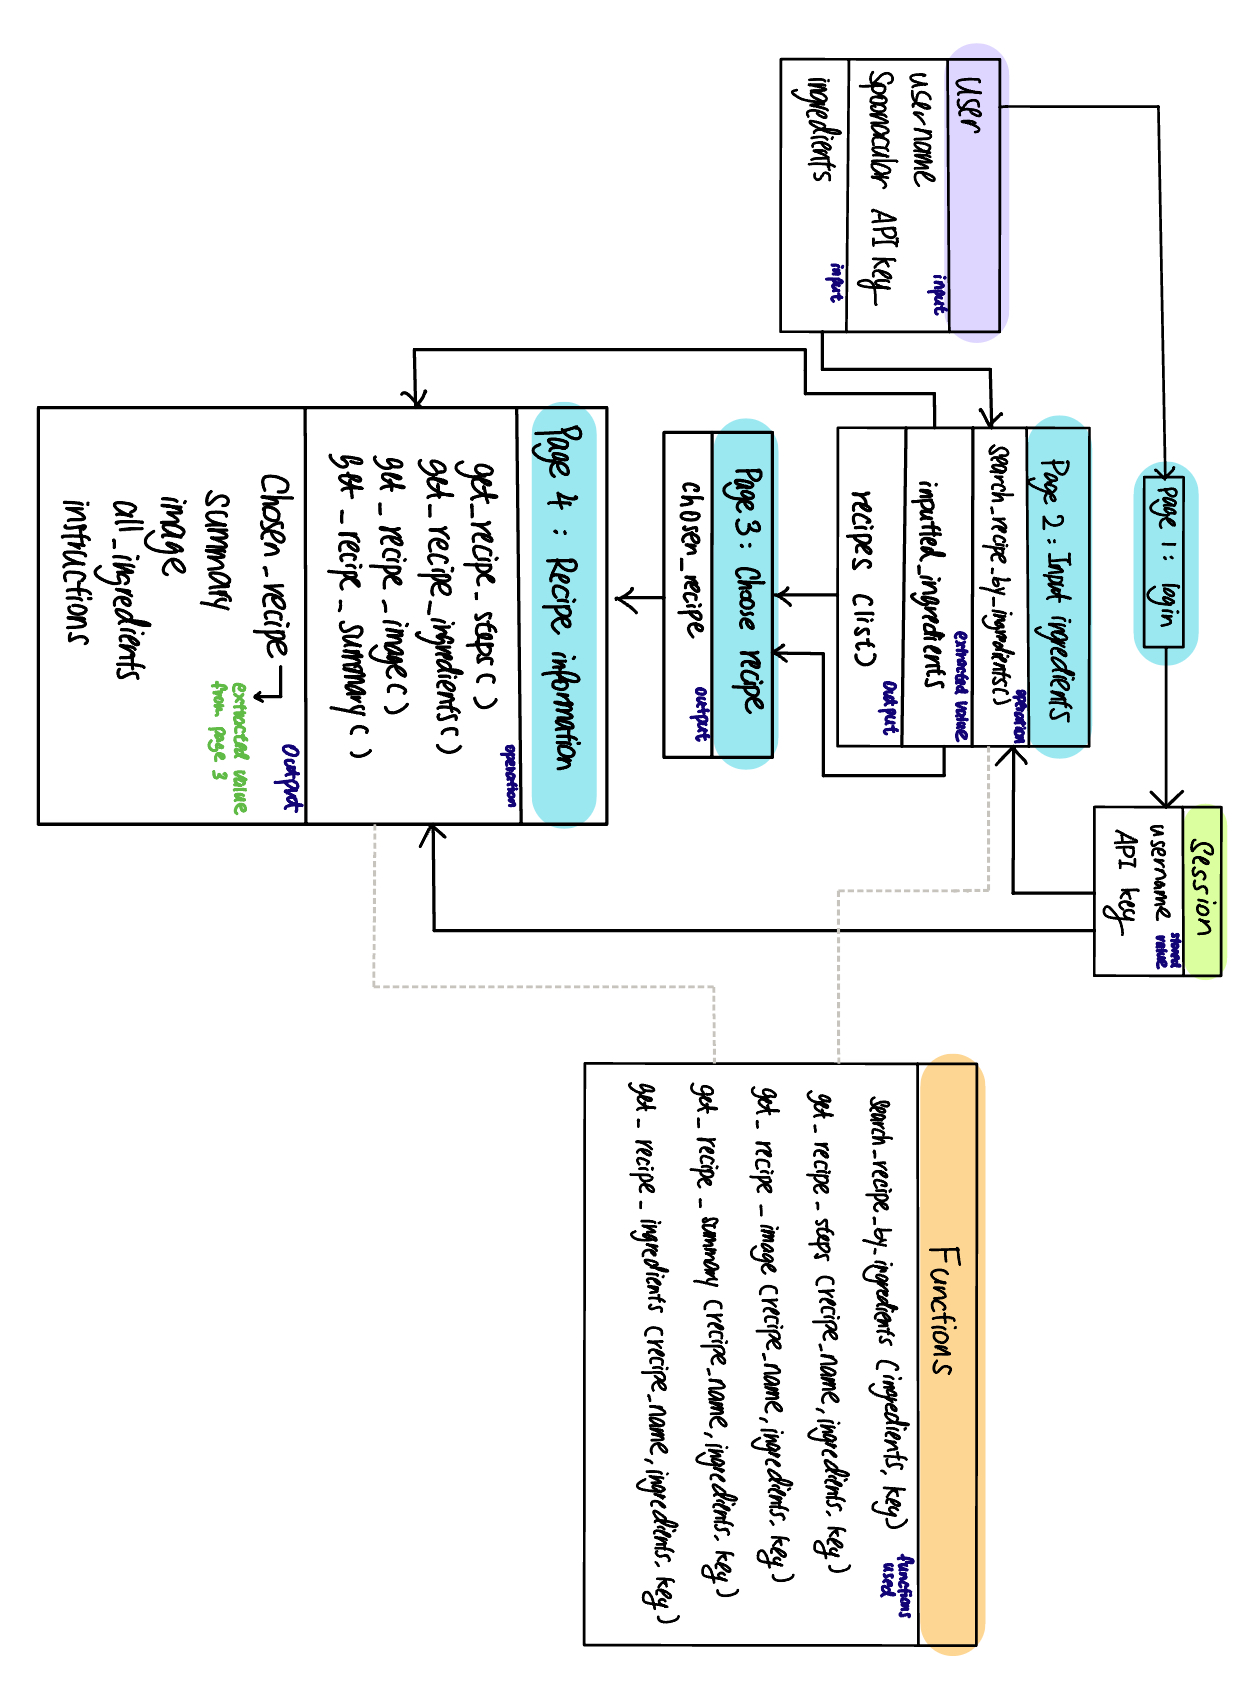 Page 1: login
Session
stored value
username
API key
Page 2: Input ingredients
operation
search_recipe_by_ingredients()
extracted value
inputted_ingredients
output
recipes (list)
User
input
username
Spoonacular API key
input
ingredients
Page 3: Choose recipe
output
chosen_recipe
Page 4: Recipe information
operation
get_recipe_steps()
get_recipe_ingredients()
get_recipe_image()
get_recipe_summary()
output
Chosen_recipe
extracted value
from page 3
summary
image
all_ingredients
instructions
Functions
functions used
search_recipe_by_ingredients (ingredients, key)
get_recipe_steps (recipe_name, ingredients, key)
get_recipe_image (recipe_name, ingredients, key)
get_recipe_summary (recipe_name, ingredients, key)
get_recipe_ingredients (recipe_name, ingredients, key)